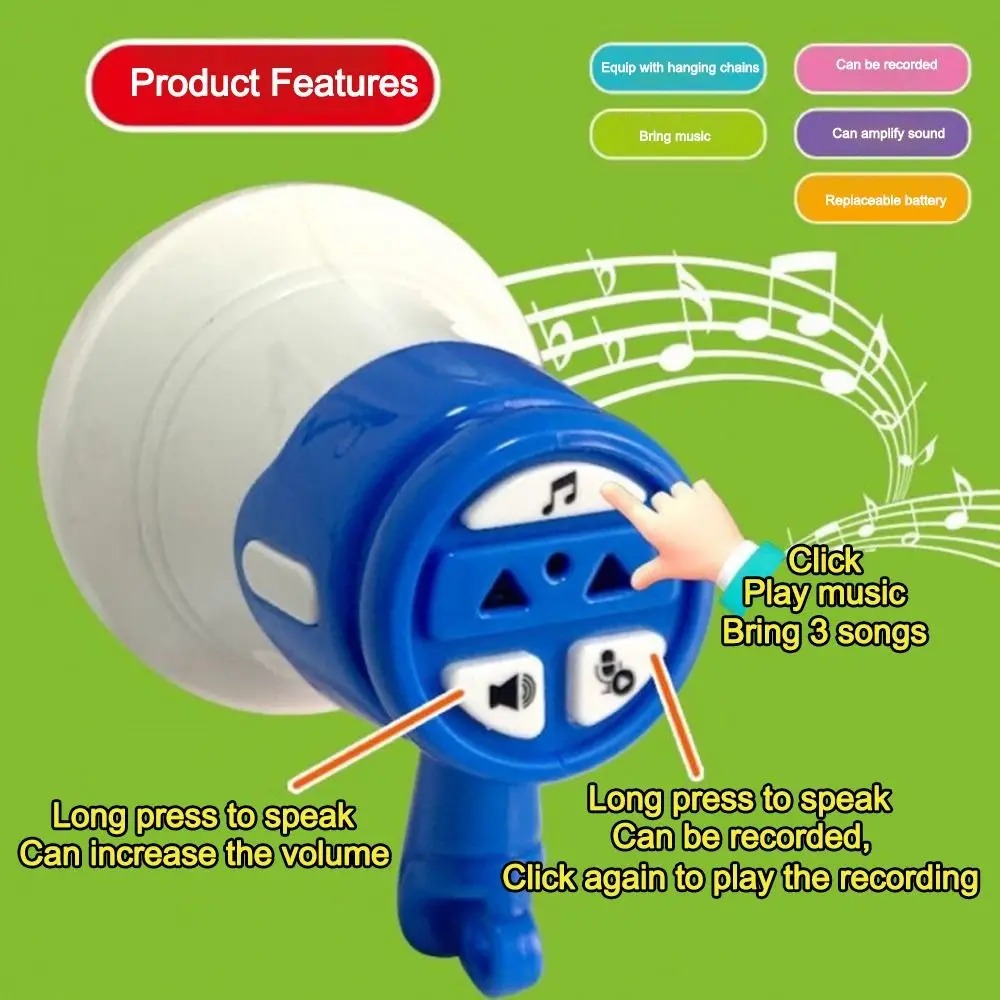 Product Features
Equip with hanging chains
Can be recorded
Bring music
Can amplify sound
Replaceable battery
Click
Play music
Bring 3 songs
Long press to speak
Can increase the volume
Long press to speak
Can be recorded,
Click again to play the recording